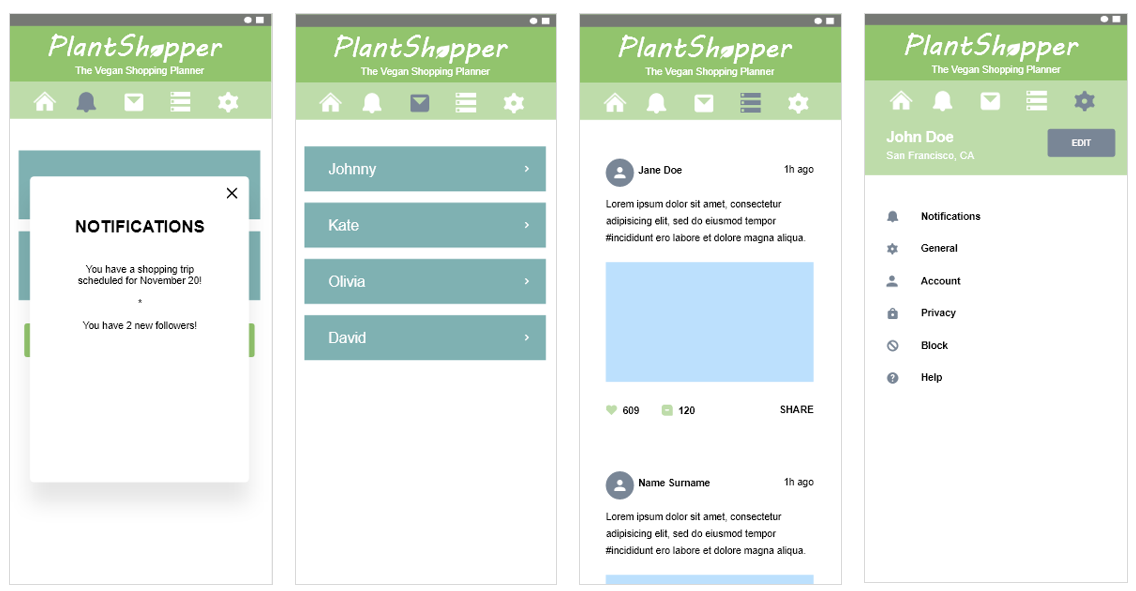 PlantShopper
The Vegan Shopping Planner
NOTIFICATIONS
You have a shopping trip
scheduled for November 20!
*
You have 2 new followers!
PlantShopper
The Vegan Shopping Planner
Johnny
Kate
Olivia
David
PlantShopper
The Vegan Shopping Planner
Jane Doe 1h ago
Lorem ipsum dolor sit amet, consectetur
adipisicing elit, sed do eiusmod tempor
#incididunt ero labore et dolore magna aliqua.
609 120 SHARE
Name Surname 1h ago
Lorem ipsum dolor sit amet, consectetur
adipisicing elit, sed do eiusmod tempor
#incididunt ero labore et dolore magna aliqua.
PlantShopper
The Vegan Shopping Planner
John Doe
San Francisco, CA
EDIT
Notifications
General
Account
Privacy
Block
Help